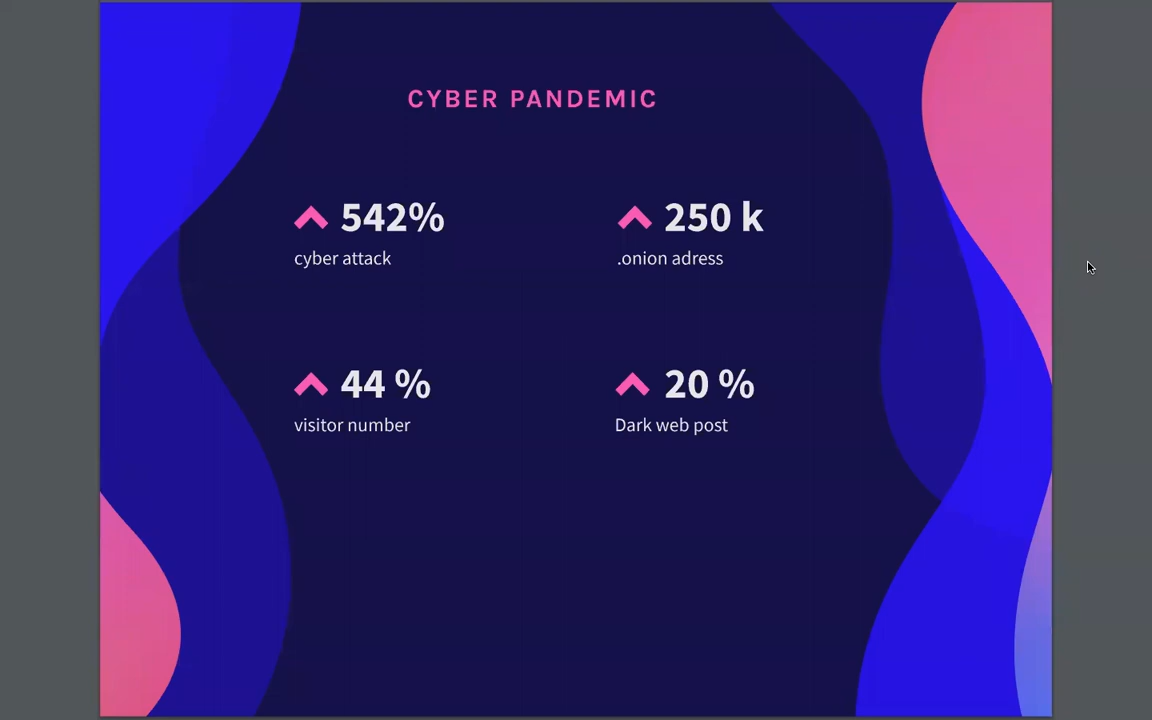 CYBER PANDEMIC
542%
cyber attack
250 k
.onion adress
44 %
visitor number
20 %
Dark web post